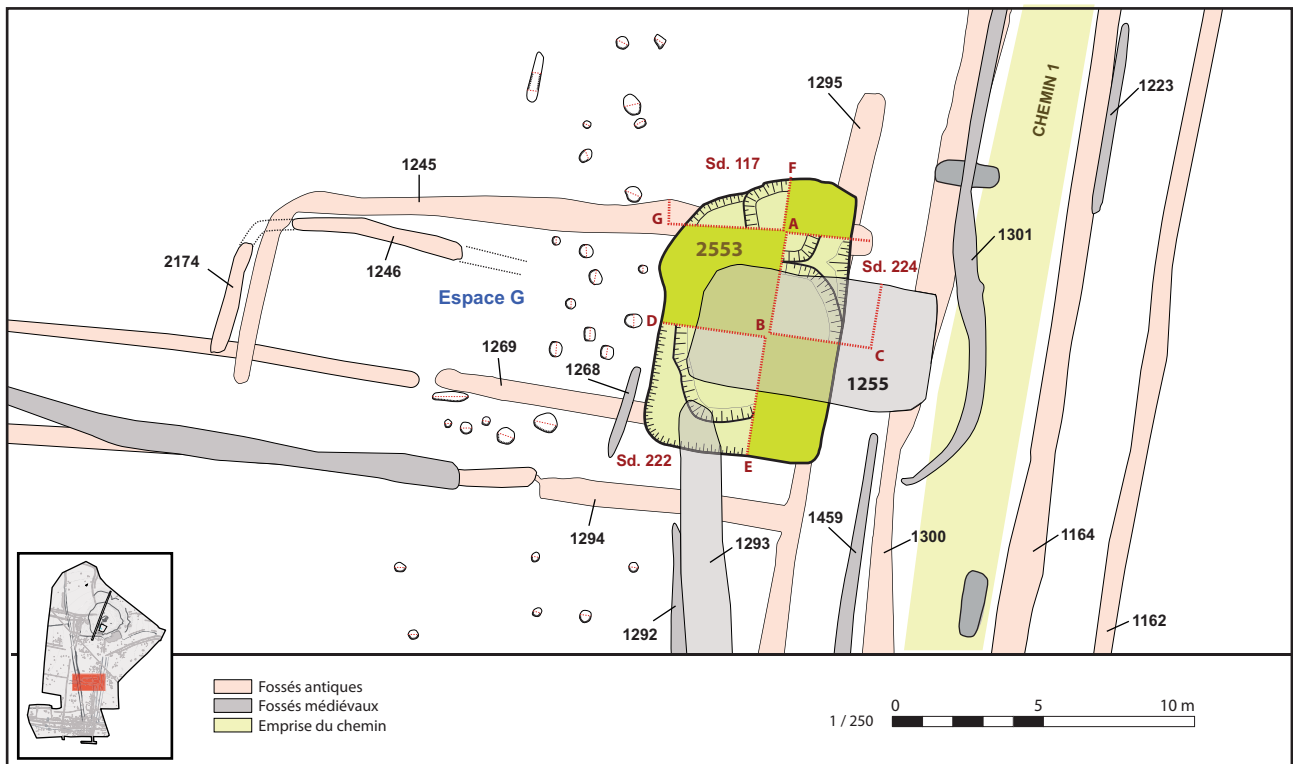 CHEMIN 1
1295
1223
Sd. 117
F
1245
G
A
2553
1301
2174
1246
Sd. 224
Espace G
D
B
C
1269
1268
1255
Sd. 222
E
1294
1293
1459
1300
1164
1292
1162
Fossés antiques
Fossés médiévaux
Emprise du chemin
1 / 250
0 5 10 m